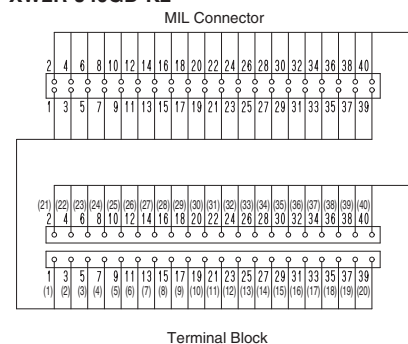 MIL Connector
2 4 6 8 10 12 14 16 18 20 22 24 26 28 30 32 34 36 38 40
1 3 5 7 9 11 13 15 17 19 21 23 25 27 29 31 33 35 37 39
(21) (22) (23) (24) (25) (26) (27) (28) (29) (30) (31) (32) (33) (34) (35) (36) (37) (38) (39) (40)
2 4 6 8 10 12 14 16 18 20 22 24 26 28 30 32 34 36 38 40
1 3 5 7 9 11 13 15 17 19 21 23 25 27 29 31 33 35 37 39
(1) (2) (3) (4) (5) (6) (7) (8) (9) (10) (11) (12) (13) (14) (15) (16) (17) (18) (19) (20)
Terminal Block